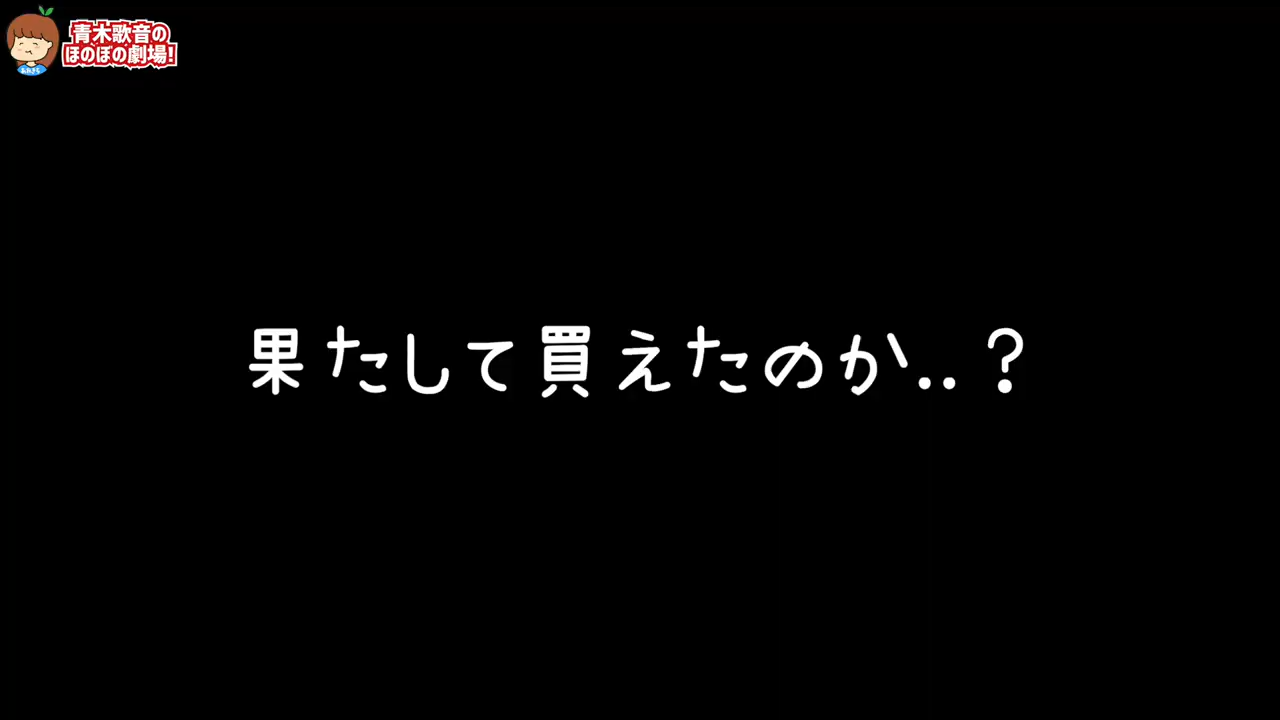 青木歌音の
ほのぼの劇場!
果たして買えたのか..？